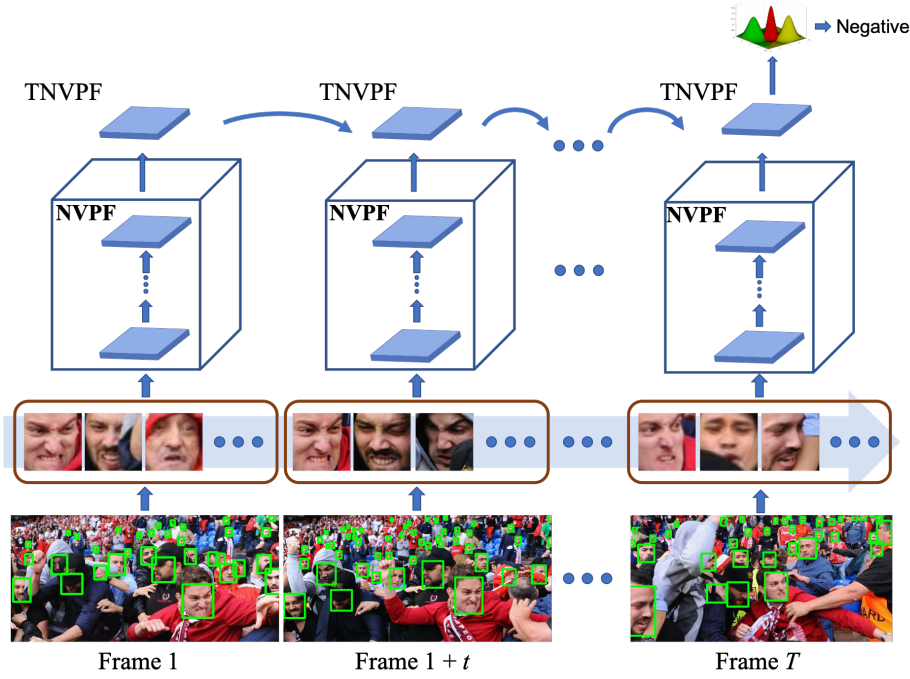 Negative
TNVPF
TNVPF
TNVPF
NVPF
NVPF
NVPF
Frame 1
Frame 1 + t
Frame T